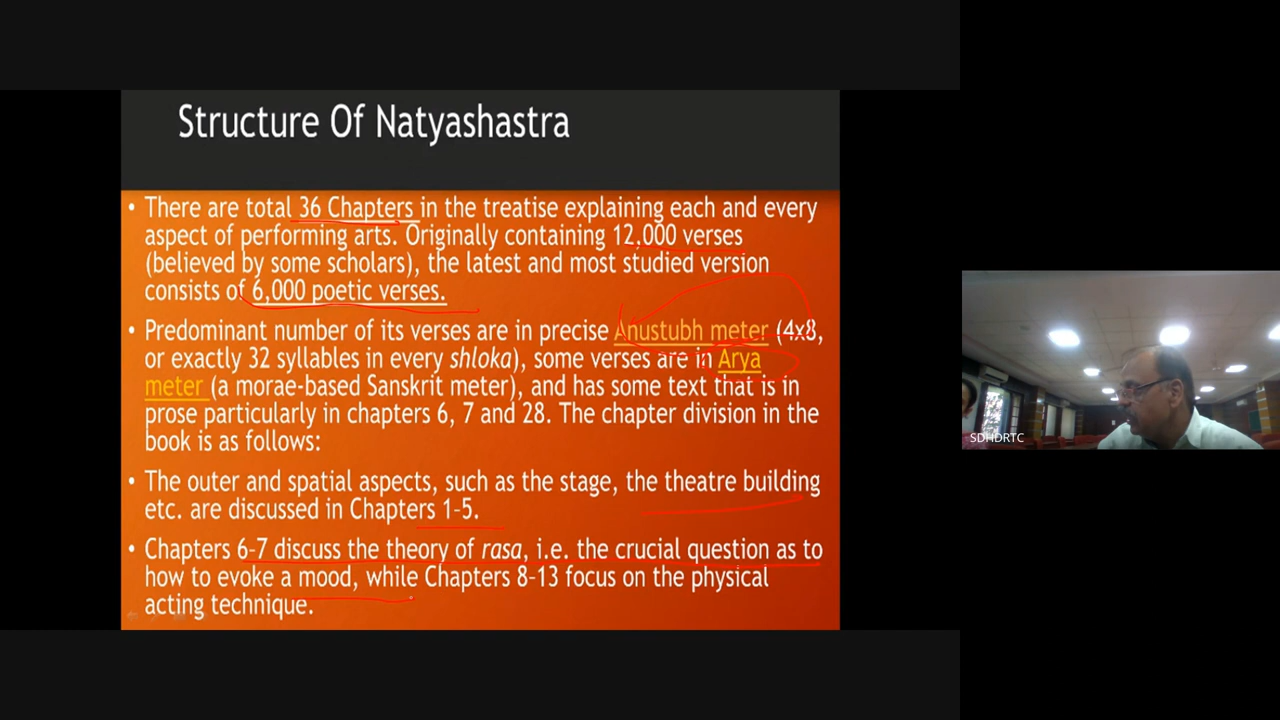 Structure Of Natyashastra
• There are total 36 Chapters in the treatise explaining each and every
aspect of performing arts. Originally containing 12,000 verses
(believed by some scholars), the latest and most studied version
consists of 6,000 poetic verses.
• Predominant number of its verses are in precise Anustubh meter (4x8,
or exactly 32 syllables in every shloka), some verses are in Arya
meter (a morae-based Sanskrit meter), and has some text that is in
prose particularly in chapters 6, 7 and 28. The chapter division in the
book is as follows:
• The outer and spatial aspects, such as the stage, the theatre building
etc. are discussed in Chapters 1-5.
• Chapters 6-7 discuss the theory of rasa, i.e. the crucial question as to
how to evoke a mood, while Chapters 8-13 focus on the physical
acting technique.
SDHDRTC